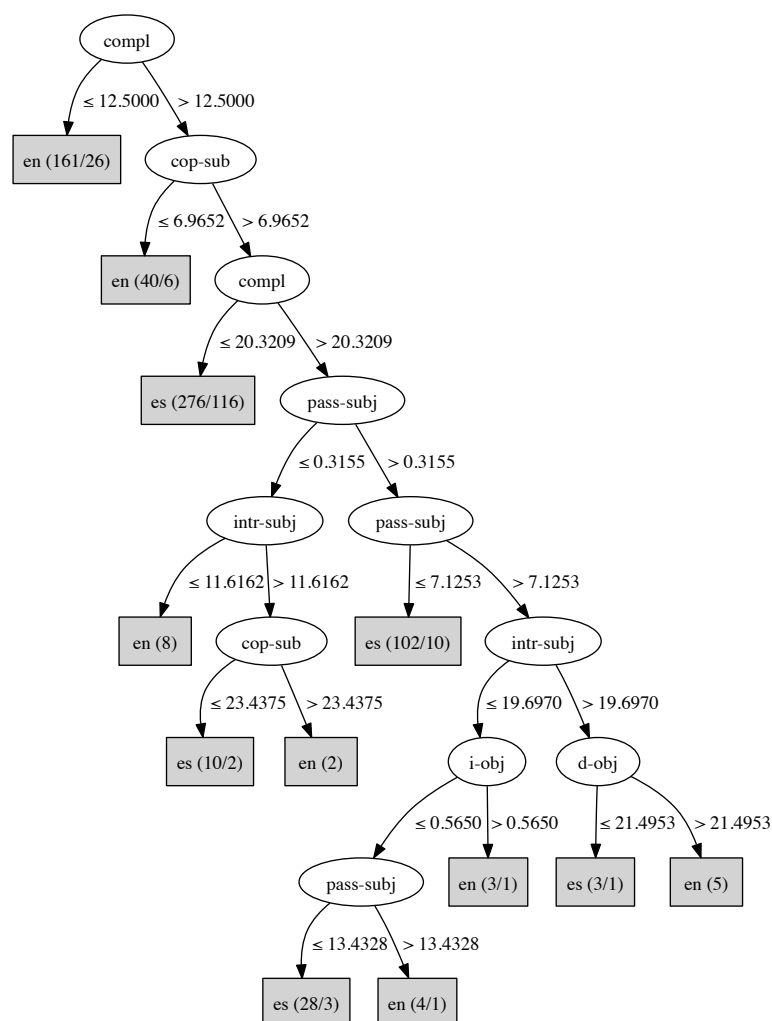 compl
≤ 12.5000 > 12.5000
en (161/26) cop-sub
≤ 6.9652 > 6.9652
en (40/6) compl
≤ 20.3209 > 20.3209
es (276/116) pass-subj
≤ 0.3155 > 0.3155
intr-subj pass-subj
≤ 11.6162 > 11.6162 ≤ 7.1253 > 7.1253
en (8) cop-sub es (102/10) intr-subj
≤ 23.4375 > 23.4375 ≤ 19.6970 > 19.6970
es (10/2) en (2) i-obj d-obj
≤ 0.5650 > 0.5650 ≤ 21.4953 > 21.4953
pass-subj en (3/1) es (3/1) en (5)
≤ 13.4328 > 13.4328
es (28/3) en (4/1)